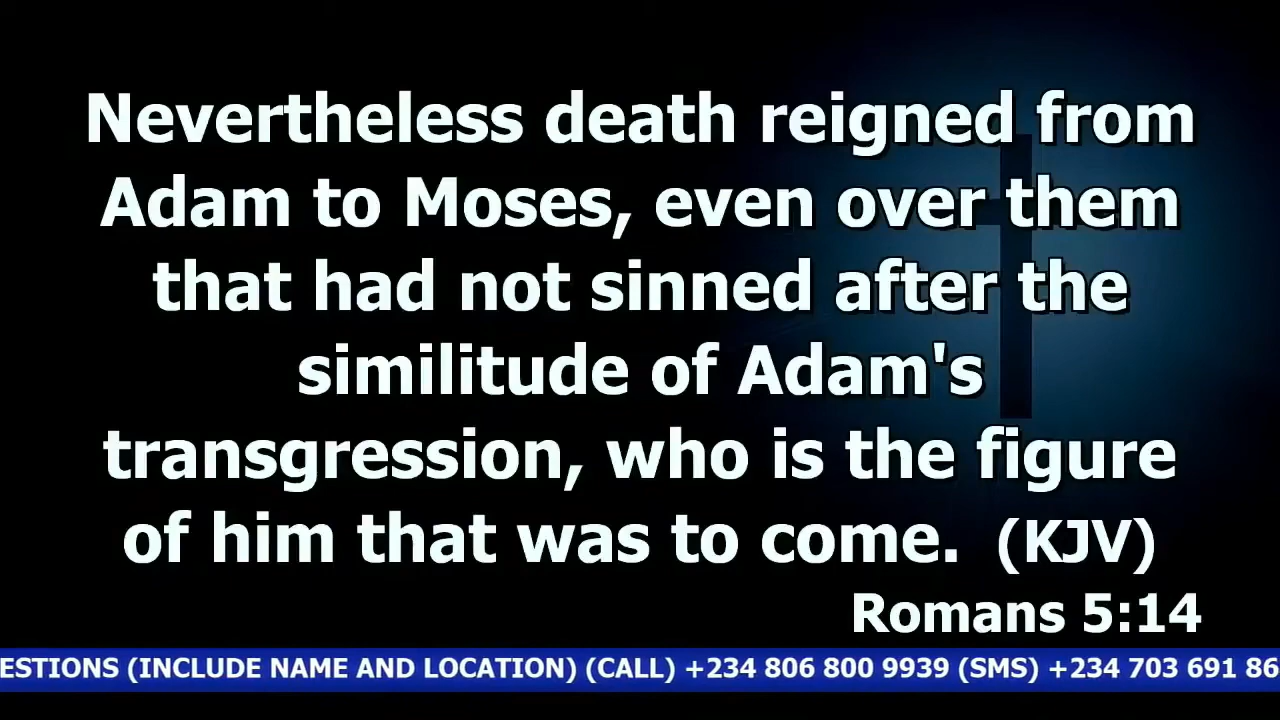 Nevertheless death reigned from
Adam to Moses, even over them
that had not sinned after the
similitude of Adam's
transgression, who is the figure
of him that was to come. (KJV)
Romans 5:14
ESTIONS (INCLUDE NAME AND LOCATION) (CALL) +234 806 800 9939 (SMS) +234 703 691 86